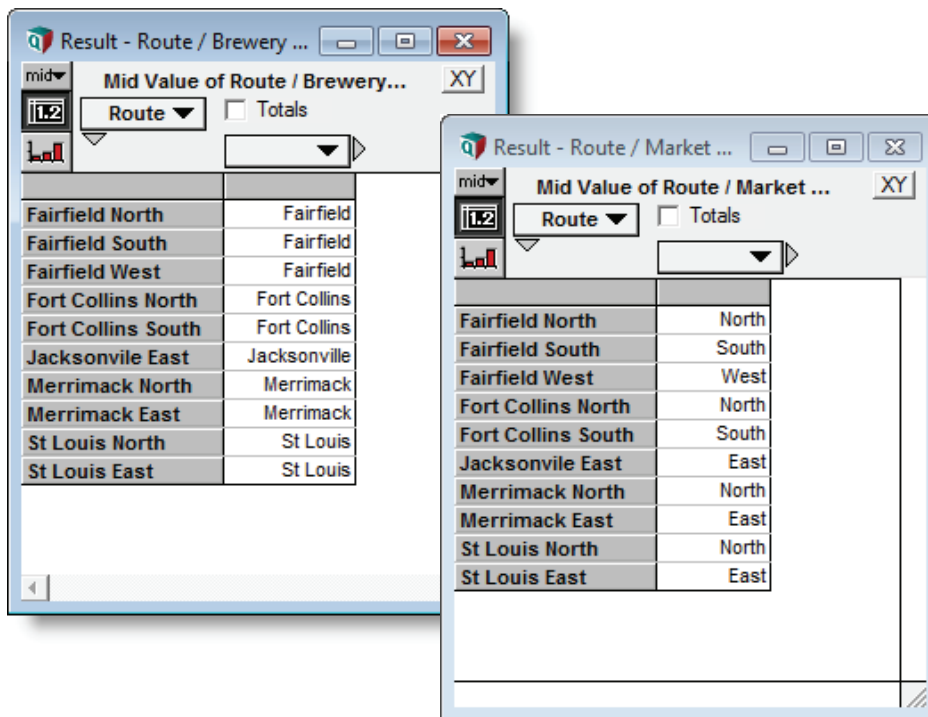 Result - Route / Brewery ...
mid
Mid Value of Route / Brewery...
XY
1.2
Route
Totals
Fairfield North Fairfield
Fairfield South Fairfield
Fairfield West Fairfield
Fort Collins North Fort Collins
Fort Collins South Fort Collins
Jacksonvile East Jacksonville
Merrimack North Merrimack
Merrimack East Merrimack
St Louis North St Louis
St Louis East St Louis
Result - Route / Market ...
mid
Mid Value of Route / Market ...
XY
1.2
Route
Totals
Fairfield North North
Fairfield South South
Fairfield West West
Fort Collins North North
Fort Collins South South
Jacksonvile East East
Merrimack North North
Merrimack East East
St Louis North North
St Louis East East